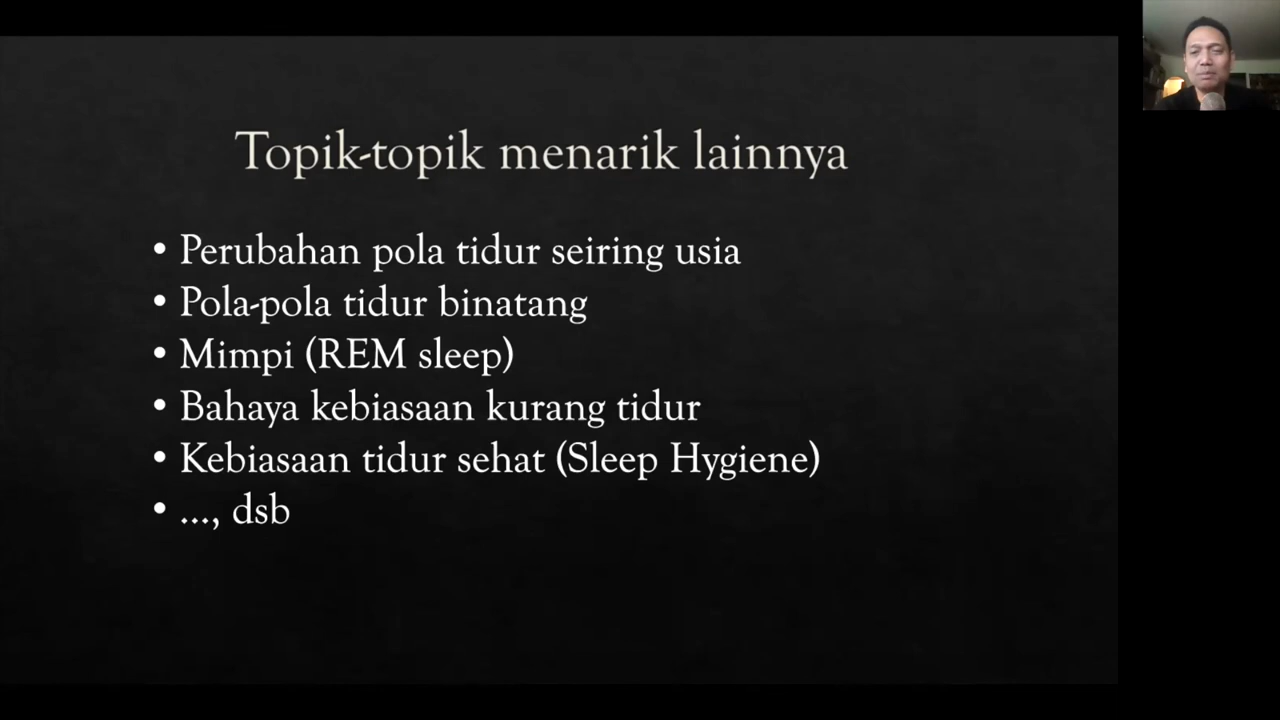 Topik-topik menarik lainnya
• Perubahan pola tidur seiring usia
• Pola-pola tidur binatang
• Mimpi (REM sleep)
• Bahaya kebiasaan kurang tidur
• Kebiasaan tidur sehat (Sleep Hygiene)
• ..., dsb